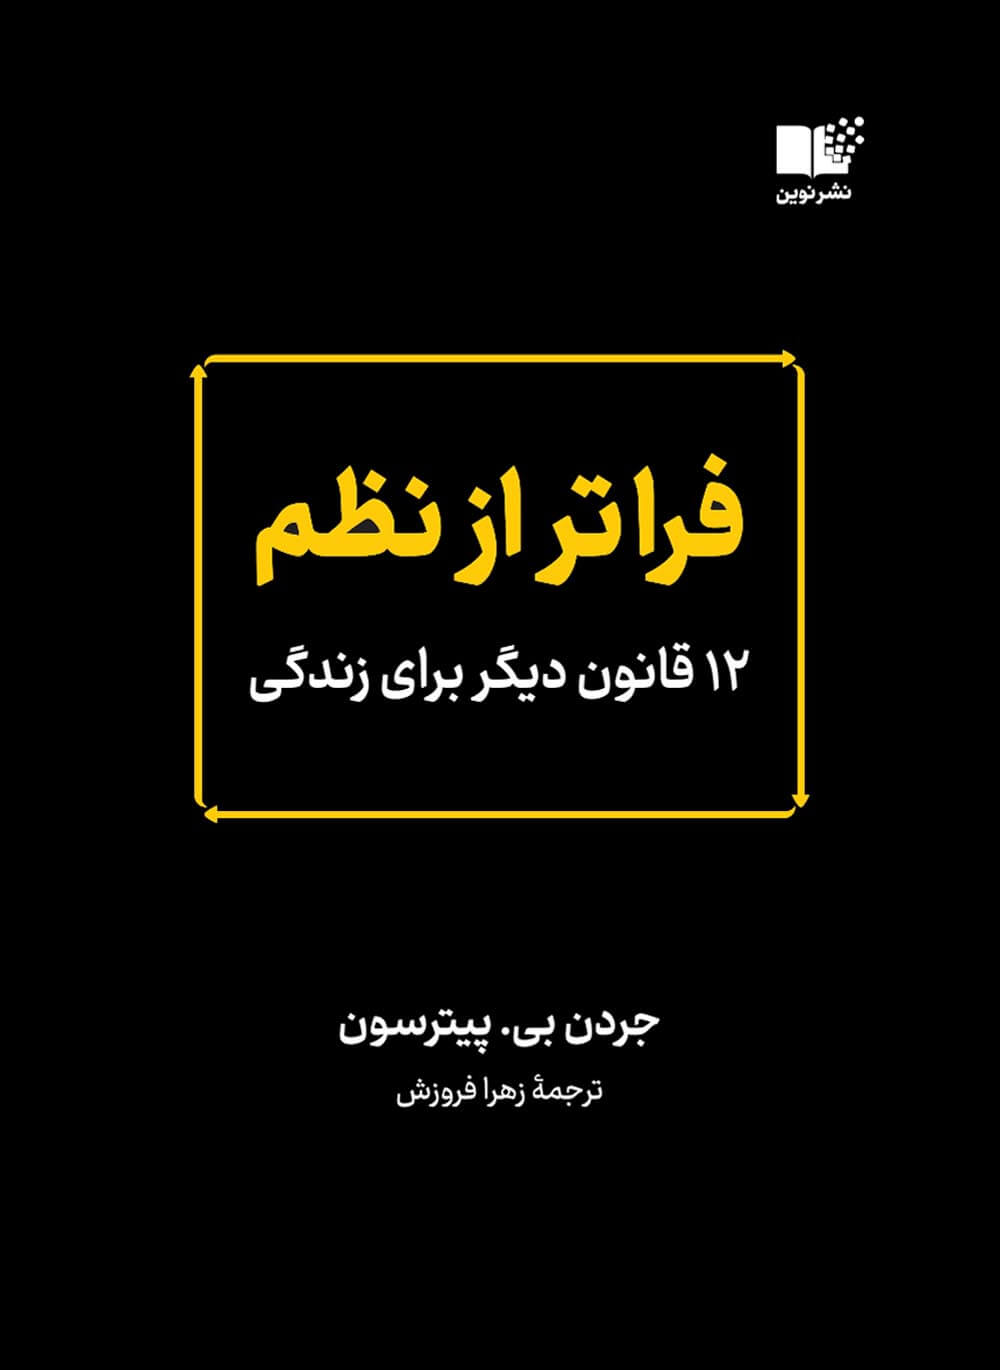 نشر نوین
فراتر از نظم
۱۲ قانون دیگر برای زندگی
جردن بی. پیترسون
ترجمهٔ زهرا فروزش